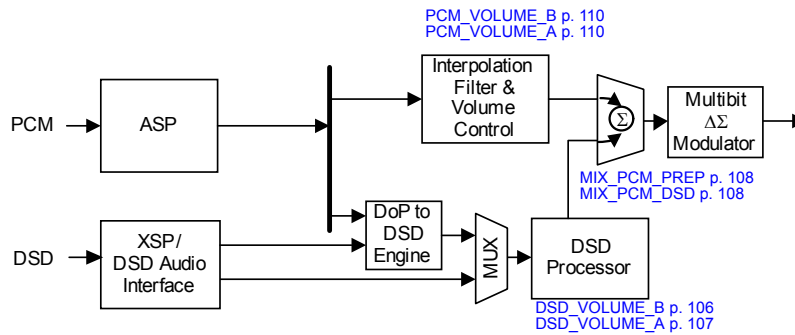 PCM_VOLUME_B p. 110
PCM_VOLUME_A p. 110
PCM
ASP
Interpolation
Filter &
Volume
Control
Σ
Multibit
ΔΣ
Modulator
MIX_PCM_PREP p. 108
MIX_PCM_DSD p. 108
DSD
XSP/
DSD Audio
Interface
DoP to
DSD
Engine
MUX
DSD
Processor
DSD_VOLUME_B p. 106
DSD_VOLUME_A p. 107